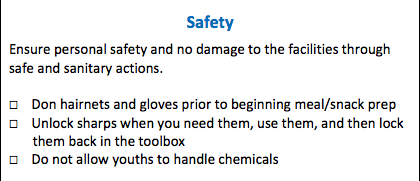 Safety
Ensure personal safety and no damage to the facilities through
safe and sanitary actions.
□ Don hairnets and gloves prior to beginning meal/snack prep
□ Unlock sharps when you need them, use them, and then lock
them back in the toolbox
□ Do not allow youths to handle chemicals